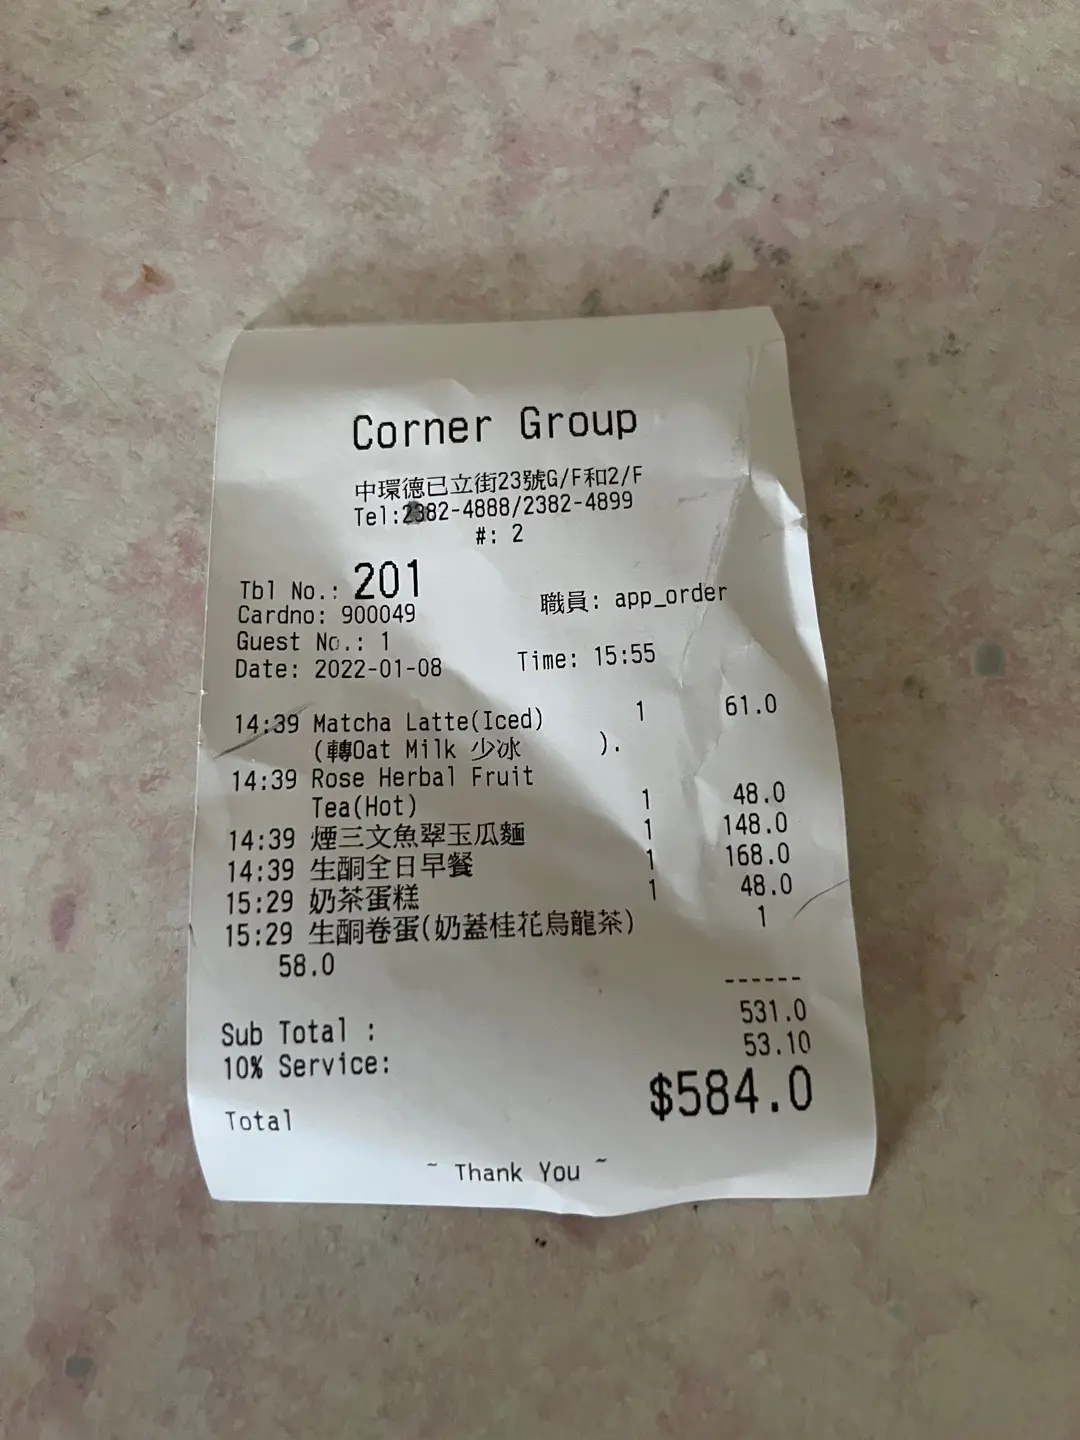 Corner Group
中環德已立街23號G/F和2/F
Tel:2382-4888/2382-4899
#: 2
Tbl No.: 201
Cardno: 900049 職員: app_order
Guest No.: 1
Date: 2022-01-08 Time: 15:55
14:39 Matcha Latte(Iced) 1 61.0
(轉Oat Milk 少冰 ).
14:39 Rose Herbal Fruit
Tea(Hot) 1 48.0
14:39 煙三文魚翠玉瓜麵 1 148.0
14:39 生酮全日早餐 1 168.0
15:29 奶茶蛋糕 1 48.0
15:29 生酮卷蛋(奶蓋桂花烏龍茶) 1
58.0
------
Sub Total : 531.0
10% Service: 53.10
Total $584.0
~ Thank You ~